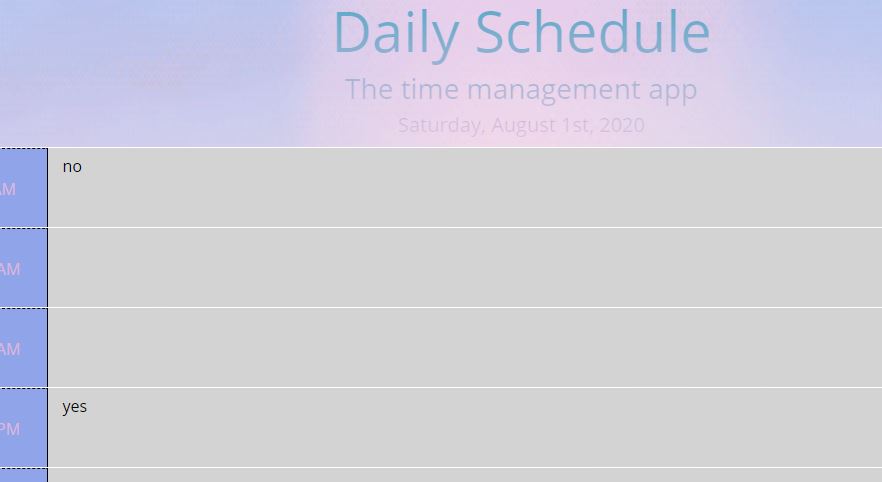 Daily Schedule
The time management app
Saturday, August 1st, 2020
AM
no
AM
AM
PM
yes